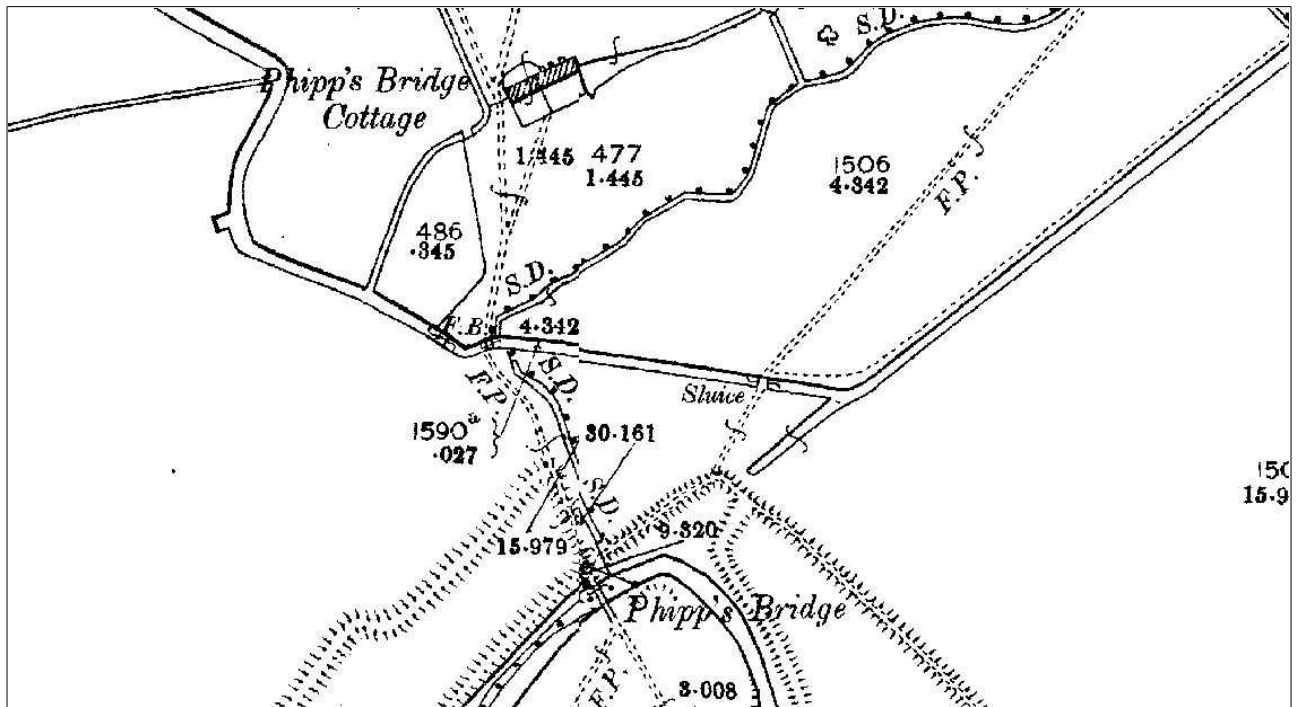 S.D.
Phipp's Bridge
Cottage
1.445 477
1.445
1506
4.342
F.P.
486
.345
S.D.
F.B
4.342
S.D.
F.P
Sluice
1590a
.027
30.161
150
15.9
S.D.
15.979
9.320
Phipp's Bridge
F.P.
3.008